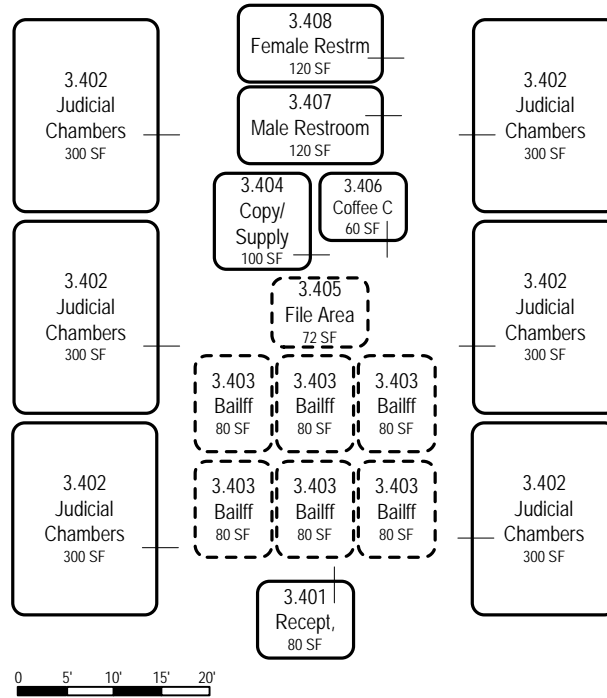 3.408
Female Restrm
120 SF
3.402
Judicial
Chambers
300 SF
3.407
Male Restroom
120 SF
3.402
Judicial
Chambers
300 SF
3.404
Copy/
Supply
100 SF
3.406
Coffee C
60 SF
3.402
Judicial
Chambers
300 SF
3.405
File Area
72 SF
3.402
Judicial
Chambers
300 SF
3.403
Bailff
80 SF
3.403
Bailff
80 SF
3.403
Bailff
80 SF
3.402
Judicial
Chambers
300 SF
3.403
Bailff
80 SF
3.403
Bailff
80 SF
3.403
Bailff
80 SF
3.402
Judicial
Chambers
300 SF
3.401
Recept,
80 SF
0 5' 10' 15' 20'